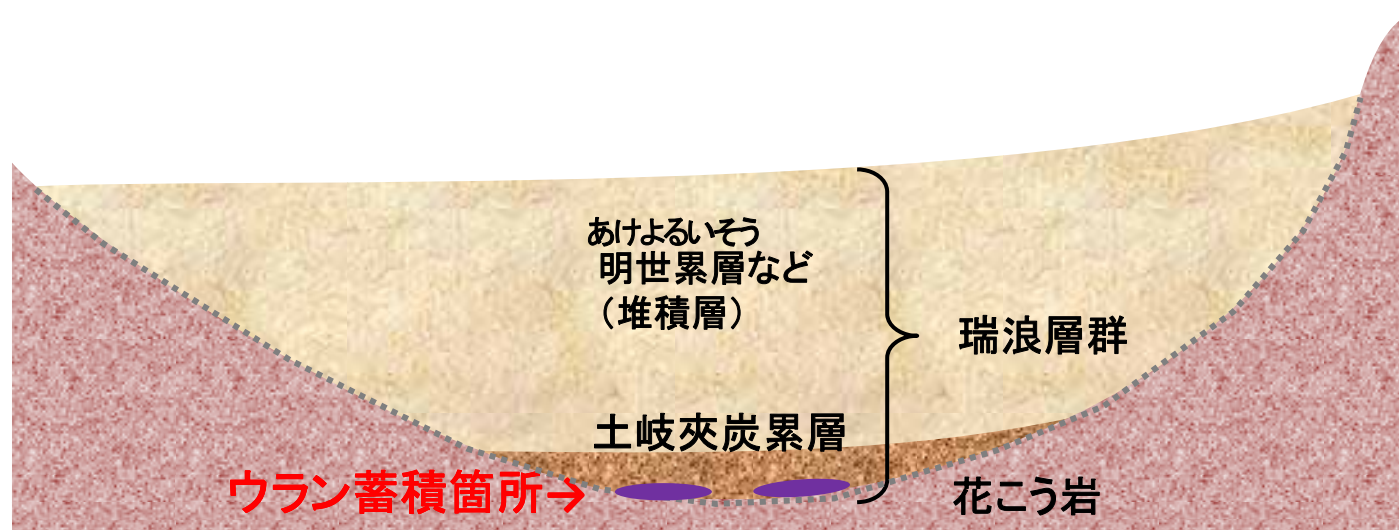 あけよるいそう
明世累層など
（堆積層）
瑞浪層群
土岐夾炭累層
ウラン蓄積箇所→
花こう岩